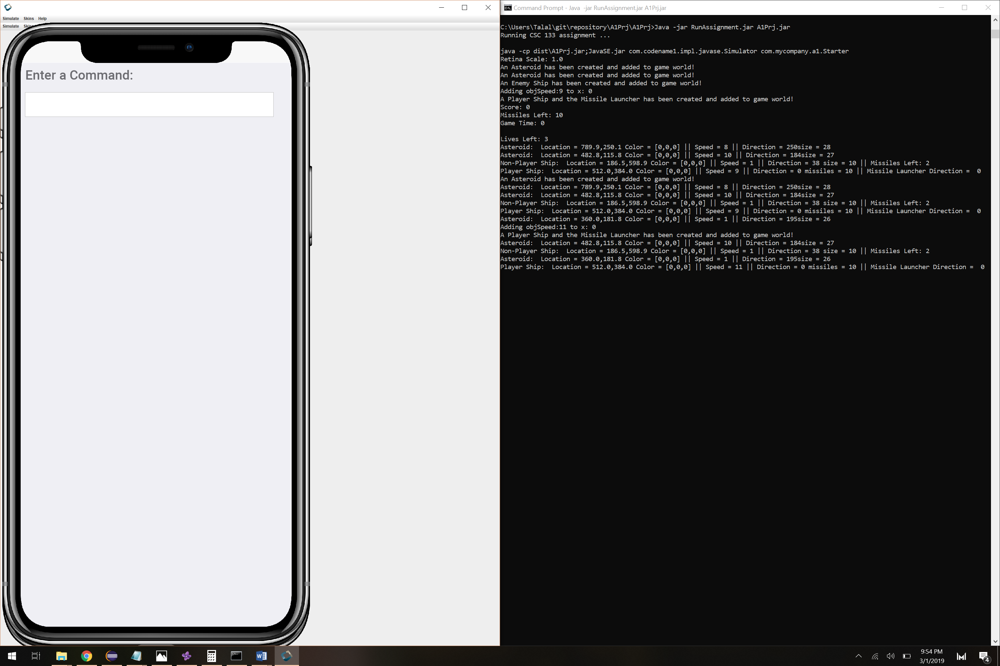 Simulate Skins Help
Simulate
Enter a Command:
Command Prompt - Java  -jar RunAssignment.jar A1Prj.jar
C:\Users\Talal\git\repository\A1Prj\A1Prj>Java -jar RunAssignment.jar A1Prj.jar
Running CSC 133 assignment ...
java -cp dist\A1Prj.jar;JavaSE.jar com.codename1.impl.javase.Simulator com.mycompany.a1.Starter
Retina Scale: 1.0
An Asteroid has been created and added to game world!
An Asteroid has been created and added to game world!
An Enemy Ship has been created and added to game world!
Adding objSpeed:9 to x: 0
A Player Ship and the Missile Launcher has been created and added to game world!
Score: 0
Missiles Left: 10
Game Time: 0
Lives Left: 3
Asteroid:  Location = 789.9,250.1 Color = [0,0,0] || Speed = 8 || Direction = 250size = 28
Asteroid:  Location = 482.8,115.8 Color = [0,0,0] || Speed = 10 || Direction = 184size = 27
Non-Player Ship:  Location = 186.5,598.9 Color = [0,0,0] || Speed = 1 || Direction = 38 size = 10 || Missiles Left: 2
Player Ship:  Location = 512.0,384.0 Color = [0,0,0] || Speed = 9 || Direction = 0 missiles = 10 || Missile Launcher Direction =  0
An Asteroid has been created and added to game world!
Asteroid:  Location = 789.9,250.1 Color = [0,0,0] || Speed = 8 || Direction = 250size = 28
Asteroid:  Location = 482.8,115.8 Color = [0,0,0] || Speed = 10 || Direction = 184size = 27
Non-Player Ship:  Location = 186.5,598.9 Color = [0,0,0] || Speed = 1 || Direction = 38 size = 10 || Missiles Left: 2
Player Ship:  Location = 512.0,384.0 Color = [0,0,0] || Speed = 9 || Direction = 0 missiles = 10 || Missile Launcher Direction =  0
Asteroid:  Location = 360.0,181.8 Color = [0,0,0] || Speed = 1 || Direction = 195size = 26
Adding objSpeed:11 to x: 0
A Player Ship and the Missile Launcher has been created and added to game world!
Asteroid:  Location = 482.8,115.8 Color = [0,0,0] || Speed = 10 || Direction = 184size = 27
Non-Player Ship:  Location = 186.5,598.9 Color = [0,0,0] || Speed = 1 || Direction = 38 size = 10 || Missiles Left: 2
Asteroid:  Location = 360.0,181.8 Color = [0,0,0] || Speed = 1 || Direction = 195size = 26
Player Ship:  Location = 512.0,384.0 Color = [0,0,0] || Speed = 11 || Direction = 0 missiles = 10 || Missile Launcher Direction =  0
9:54 PM
3/1/2019
4